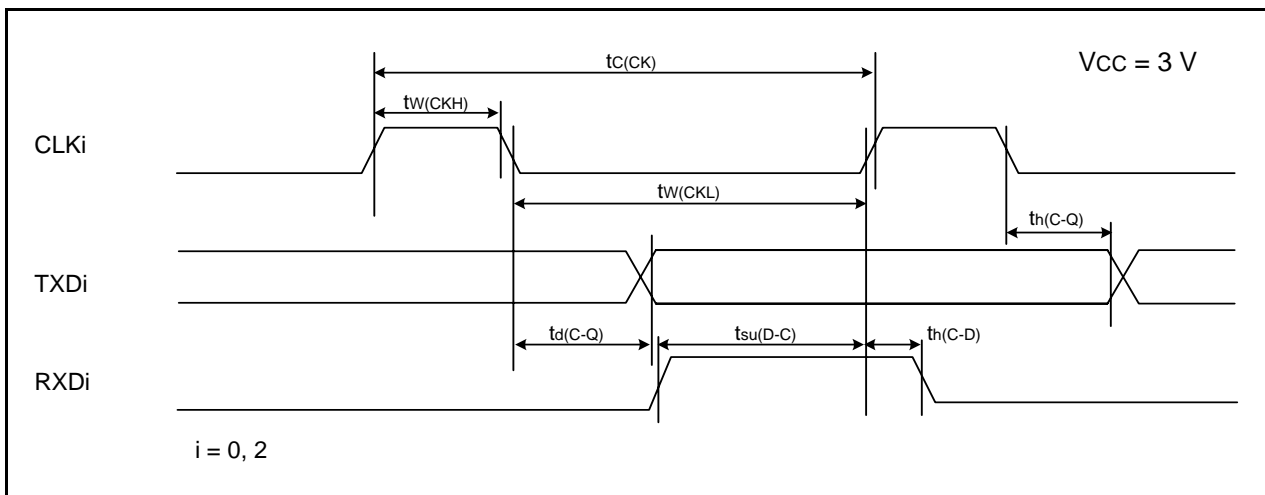 tC(CK)
VCC = 3 V
tW(CKH)
CLKi
tW(CKL)
th(C-Q)
TXDi
td(C-Q)
tsu(D-C)
th(C-D)
RXDi
i = 0, 2